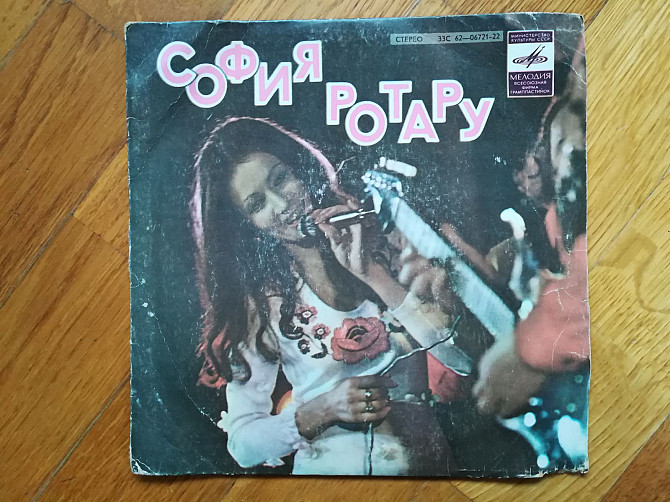 СТЕРЕО 33С 62—06721-22
МИНИСТЕРСТВО
КУЛЬТУРЫ СССР
МЕЛОДИЯ
ВСЕСОЮЗНАЯ
ФИРМА
ГРАМПЛАСТИНОК
СОФИЯ
РОТАРУ